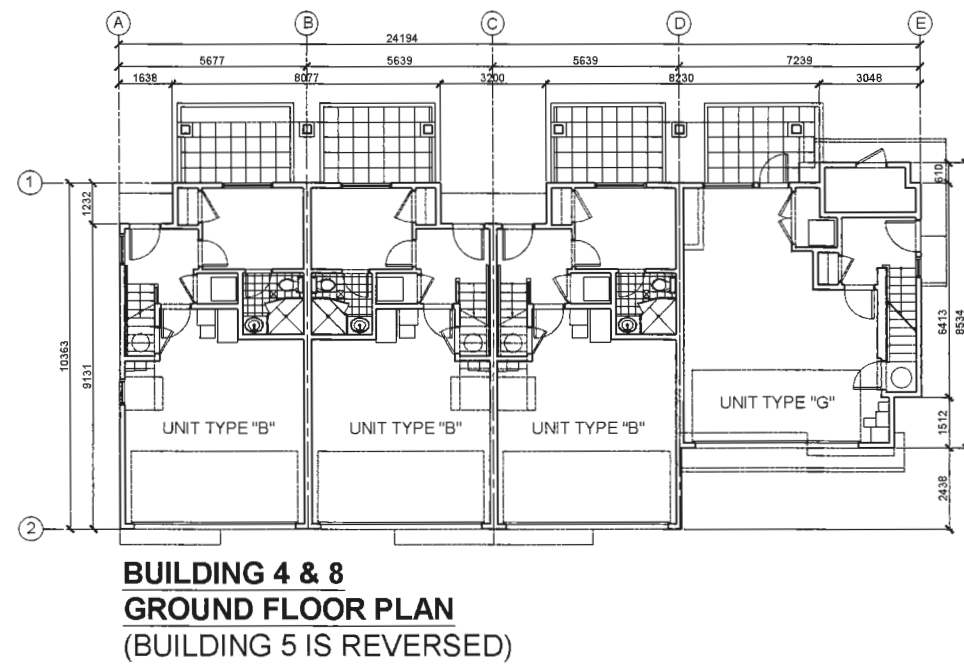 A B C D E
24194
5677 5639 5639 7239
1638 8077 3200 8230 3048
1
1232
610
10363
9131
6413
8534
UNIT TYPE "B" UNIT TYPE "B" UNIT TYPE "B" UNIT TYPE "G"
1512
2438
2
BUILDING 4 & 8
GROUND FLOOR PLAN
(BUILDING 5 IS REVERSED)